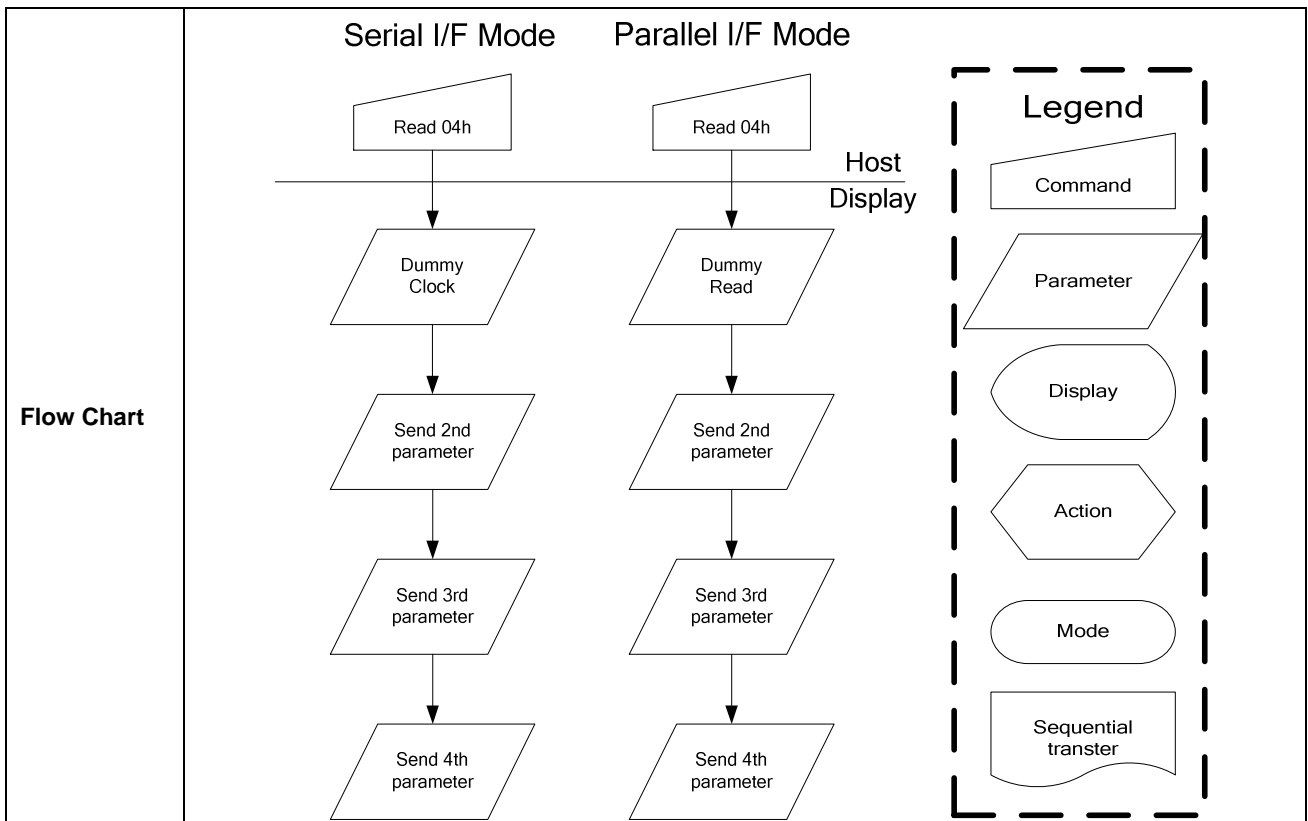 Flow Chart
Serial I/F Mode
Parallel I/F Mode
Read 04h
Read 04h
Host
Display
Dummy
Clock
Dummy
Read
Send 2nd
parameter
Send 2nd
parameter
Send 3rd
parameter
Send 3rd
parameter
Send 4th
parameter
Send 4th
parameter
Legend
Command
Parameter
Display
Action
Mode
Sequential
transter